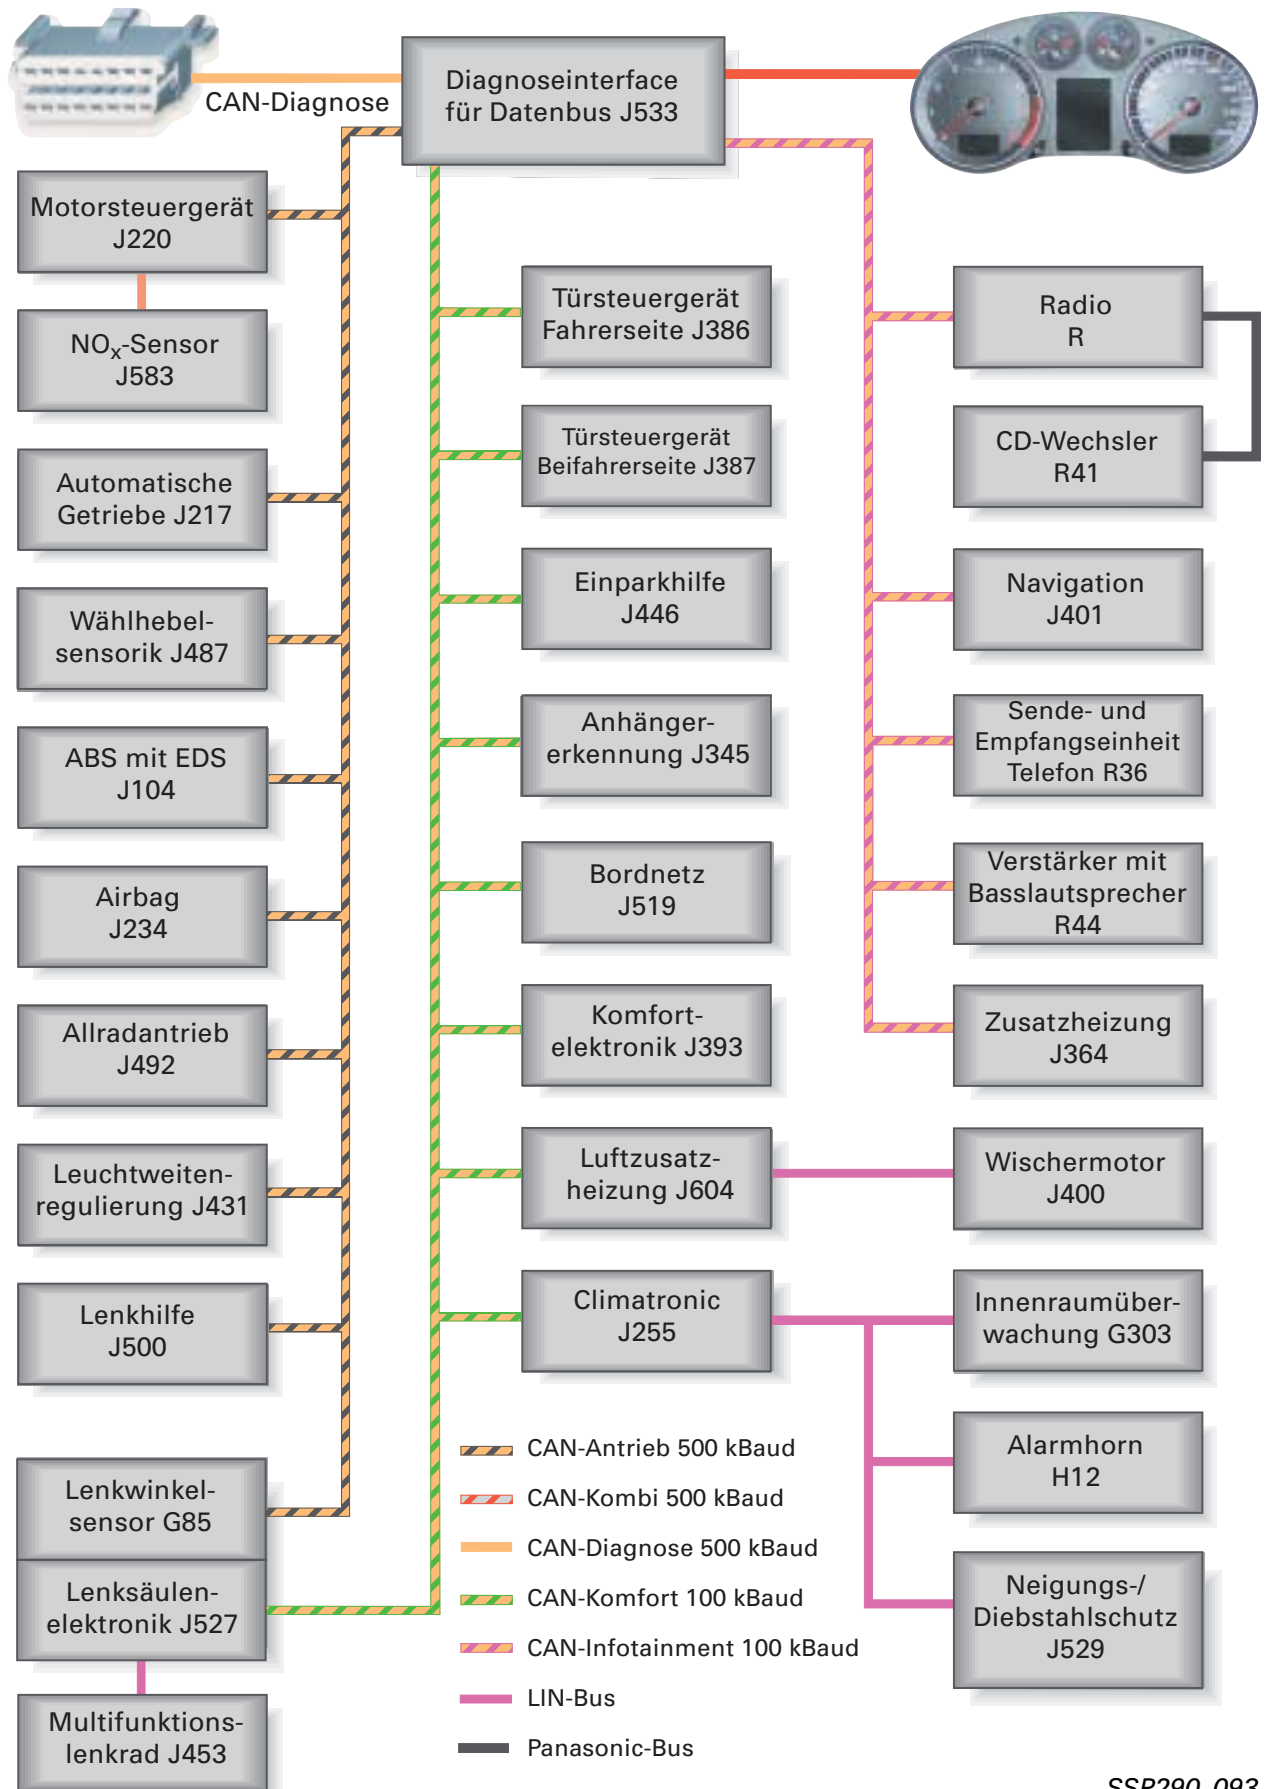 CAN-Diagnose
Diagnoseinterface
für Datenbus J533
Motorsteuergerät
J220
NOx-Sensor
J583
Automatische
Getriebe J217
Wählhebel-
sensorik J487
ABS mit EDS
J104
Airbag
J234
Allradantrieb
J492
Leuchtweiten-
regulierung J431
Lenkhilfe
J500
Lenkwinkel-
sensor G85
Lenksäulen-
elektronik J527
Multifunktions-
lenkrad J453
Türsteuergerät
Fahrerseite J386
Türsteuergerät
Beifahrerseite J387
Einparkhilfe
J446
Anhänger-
erkennung J345
Bordnetz
J519
Komfort-
elektronik J393
Luftzusatz-
heizung J604
Climatronic
J255
Radio
R
CD-Wechsler
R41
Navigation
J401
Sende- und
Empfangseinheit
Telefon R36
Verstärker mit
Basslautsprecher
R44
Zusatzheizung
J364
Wischermotor
J400
Innenraumüber-
wachung G303
Alarmhorn
H12
Neigungs-/
Diebstahlschutz
J529
CAN-Antrieb 500 kBaud
CAN-Kombi 500 kBaud
CAN-Diagnose 500 kBaud
CAN-Komfort 100 kBaud
CAN-Infotainment 100 kBaud
LIN-Bus
Panasonic-Bus
SSP290_093